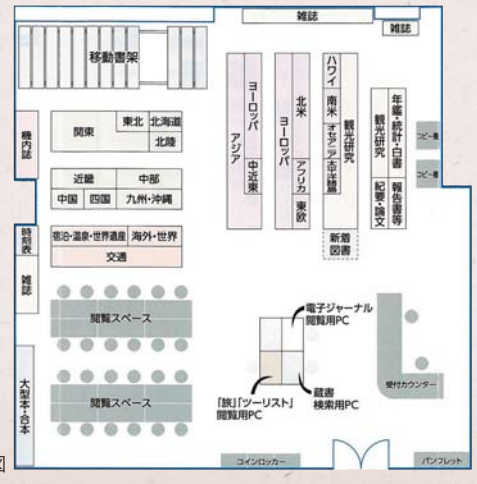 雑誌
雑誌
移動書架
関東
東北
北海道
北陸
近畿
中部
中国
四国
九州・沖縄
宿泊・温泉・世界遺産
海外・世界
交通
機内誌
時刻表
雑誌
大型本・合本
閲覧スペース
閲覧スペース
アジア
ヨーロッパ
中近東
ヨーロッパ
北米
アフリカ
東欧
ハワイ
南米
オセアニア・太平洋諸島
観光研究
新着
図書
観光研究
紀要・論文
年鑑・統計・白書
報告書等
コピー機
コピー機
電子ジャーナル
閲覧用PC
「旅」「ツーリスト」
閲覧用PC
蔵書
検索用PC
受付カウンター
コインロッカー
パンフレット
図